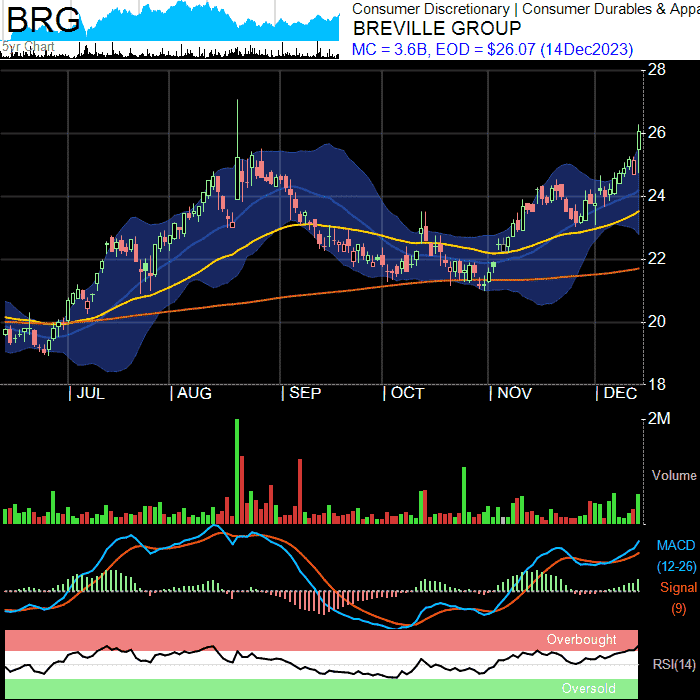 BRG
5yr Chart
Consumer Discretionary | Consumer Durables & Appa
BREVILLE GROUP
MC = 3.6B, EOD = $26.07 (14Dec2023)
28
26
24
22
20
18
JUL AUG SEP OCT NOV DEC
2M
Volume
MACD
(12-26)
Signal
(9)
Overbought
RSI(14)
Oversold